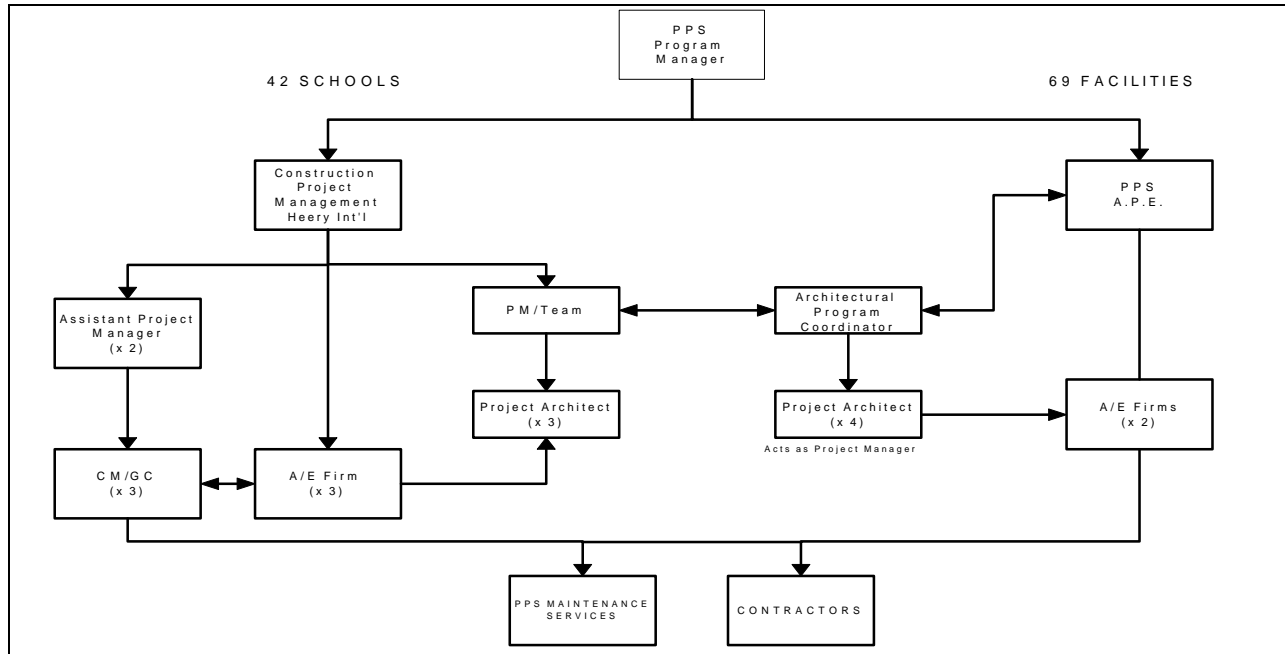 PPS
Program
Manager
42 SCHOOLS
69 FACILITIES
Construction
Project
Management
Heery Int'l
PPS
A.P.E.
Assistant Project
Manager
(x 2)
PM/Team
Architectural
Program
Coordinator
Project Architect
(x 3)
Project Architect
(x 4)
Acts as Project Manager
A/E Firms
(x 2)
CM/GC
(x 3)
A/E Firm
(x 3)
PPS MAINTENANCE
SERVICES
CONTRACTORS